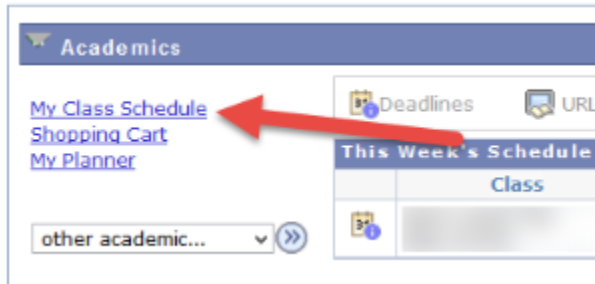 Academics
My Class Schedule
Shopping Cart
My Planner
other academic...
Deadlines
URL
This Week's Schedule
Class